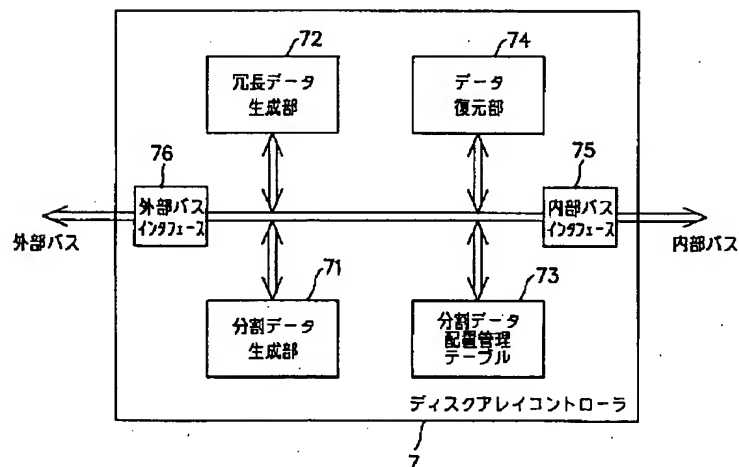 72
冗長データ
生成部
74
データ
復元部
76
外部バス
インタフェース
75
内部バス
インタフェース
外部バス
内部バス
71
分割データ
生成部
73
分割データ
配置管理
テーブル
ディスクアレイコントローラ
7